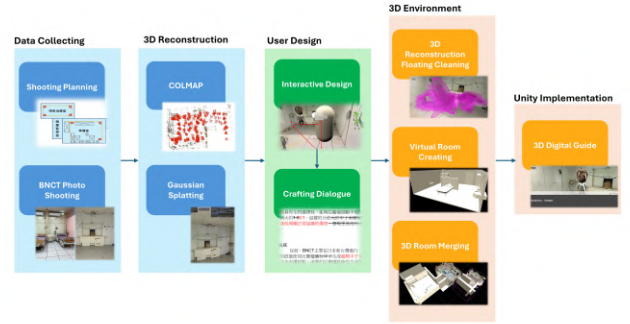 Data Collecting
Shooting Planning
BNCT Photo
Shooting
3D Reconstruction
COLMAP
Gaussian
Splatting
User Design
Interactive Design
Crafting Dialogue
3D Environment
3D
Reconstruction
Floating Cleaning
Virtual Room
Creating
3D Room Merging
Unity Implementation
3D Digital Guide